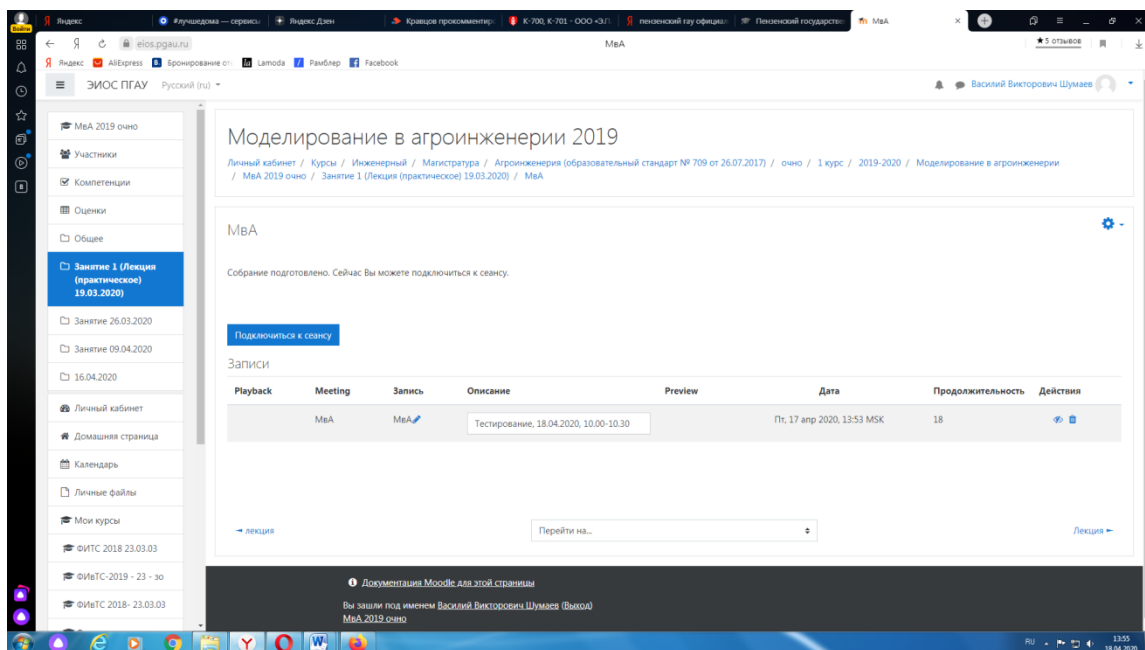 Войти
Яндекс
#лучшедома — сервисы
Яндекс Дзен
Кравцов прокомментиро
К-700, К-701 - ООО «ЭЛ
пензенский гау официал
Пензенский государстве
МвА
eios.pgau.ru
МвА
★5 отзывов
Яндекс
AliExpress
Бронирование от
Lamoda
Рамблер
Facebook
ЭИОС ПГАУ
Русский (ru)
Василий Викторович Шумаев
МвА 2019 очно
Участники
Компетенции
Оценки
Общее
Занятие 1 (Лекция
(практическое)
19.03.2020)
Занятие 26.03.2020
Занятие 09.04.2020
16.04.2020
Личный кабинет
Домашняя страница
Календарь
Личные файлы
Мои курсы
ФИТС 2018 23.03.03
ФИвТС-2019 - 23 - зо
ФИвТС 2018- 23.03.03
Моделирование в агроинженерии 2019
Личный кабинет / Курсы / Инженерный / Магистратура / Агроинженерия (образовательный стандарт № 709 от 26.07.2017) / очно / 1 курс / 2019-2020 / Моделирование в агроинженерии
/ МвА 2019 очно / Занятие 1 (Лекция (практическое) 19.03.2020) / МвА
МвА
Собрание подготовлено. Сейчас Вы можете подключиться к сеансу.
Подключиться к сеансу
Записи
Playback Meeting Запись Описание Preview Дата Продолжительность Действия
МвА МвА Тестирование, 18.04.2020, 10.00-10.30 Пт, 17 апр 2020, 13:53 MSK 18
◄ лекция
Перейти на...
Лекция ►
Документация Moodle для этой страницы
Вы зашли под именем Василий Викторович Шумаев (Выход)
МвА 2019 очно
RU
13:55
18.04.2020